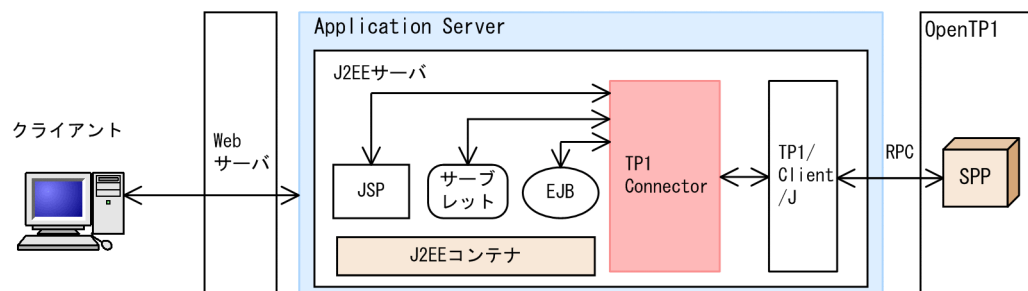 クライアント
Web
サーバ
Application Server
J2EEサーバ
JSP
サーブ
レット
EJB
J2EEコンテナ
TP1
Connector
TP1/
Client
/J
RPC
OpenTP1
SPP